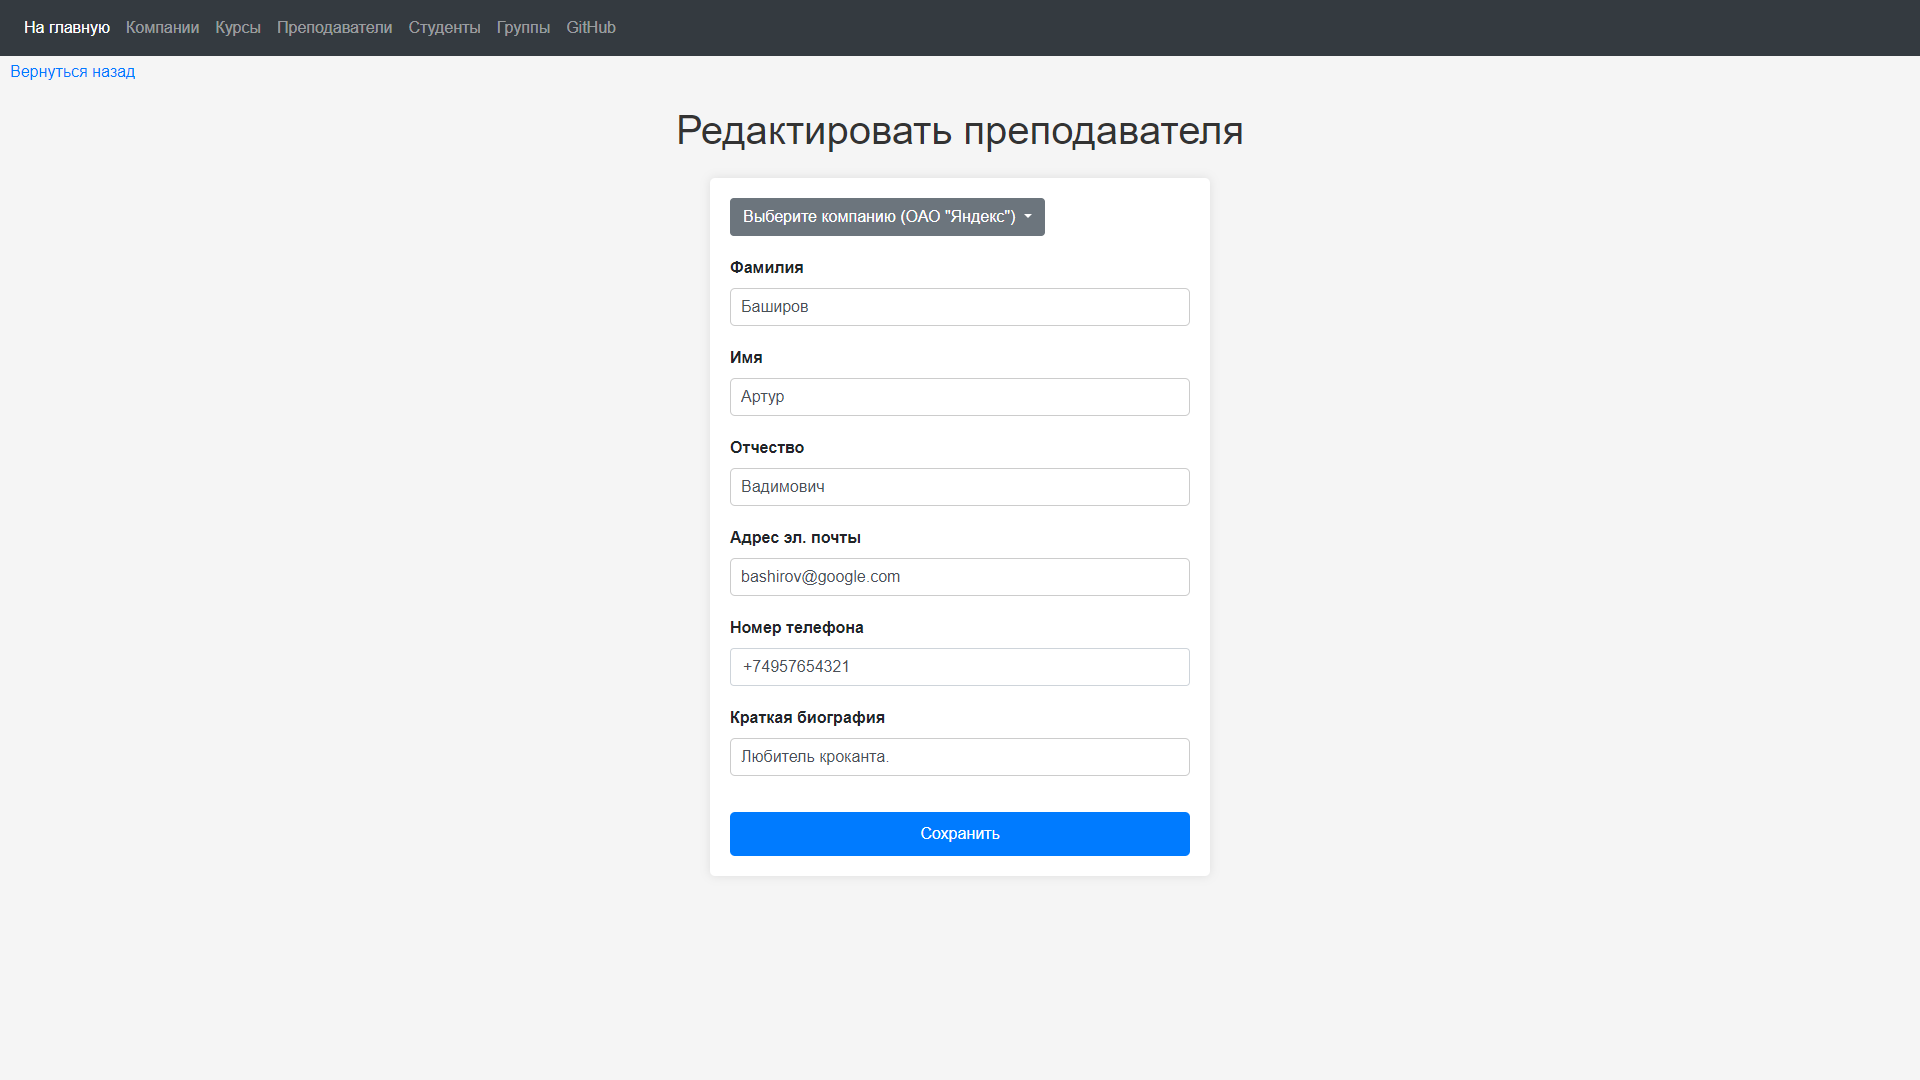 На главную Компании Курсы Преподаватели Студенты Группы GitHub
Вернуться назад
Редактировать преподавателя
Выберите компанию (ОАО "Яндекс")
Фамилия
Баширов
Имя
Артур
Отчество
Вадимович
Адрес эл. почты
bashirov@google.com
Номер телефона
+74957654321
Краткая биография
Любитель кроканта.
Сохранить